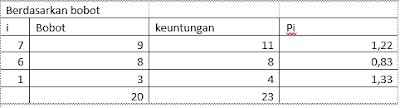 Berdasarkan bobot
i Bobot keuntungan Pi
7 9 11 1,22
6 8 8 0,83
1 3 4 1,33
20 23